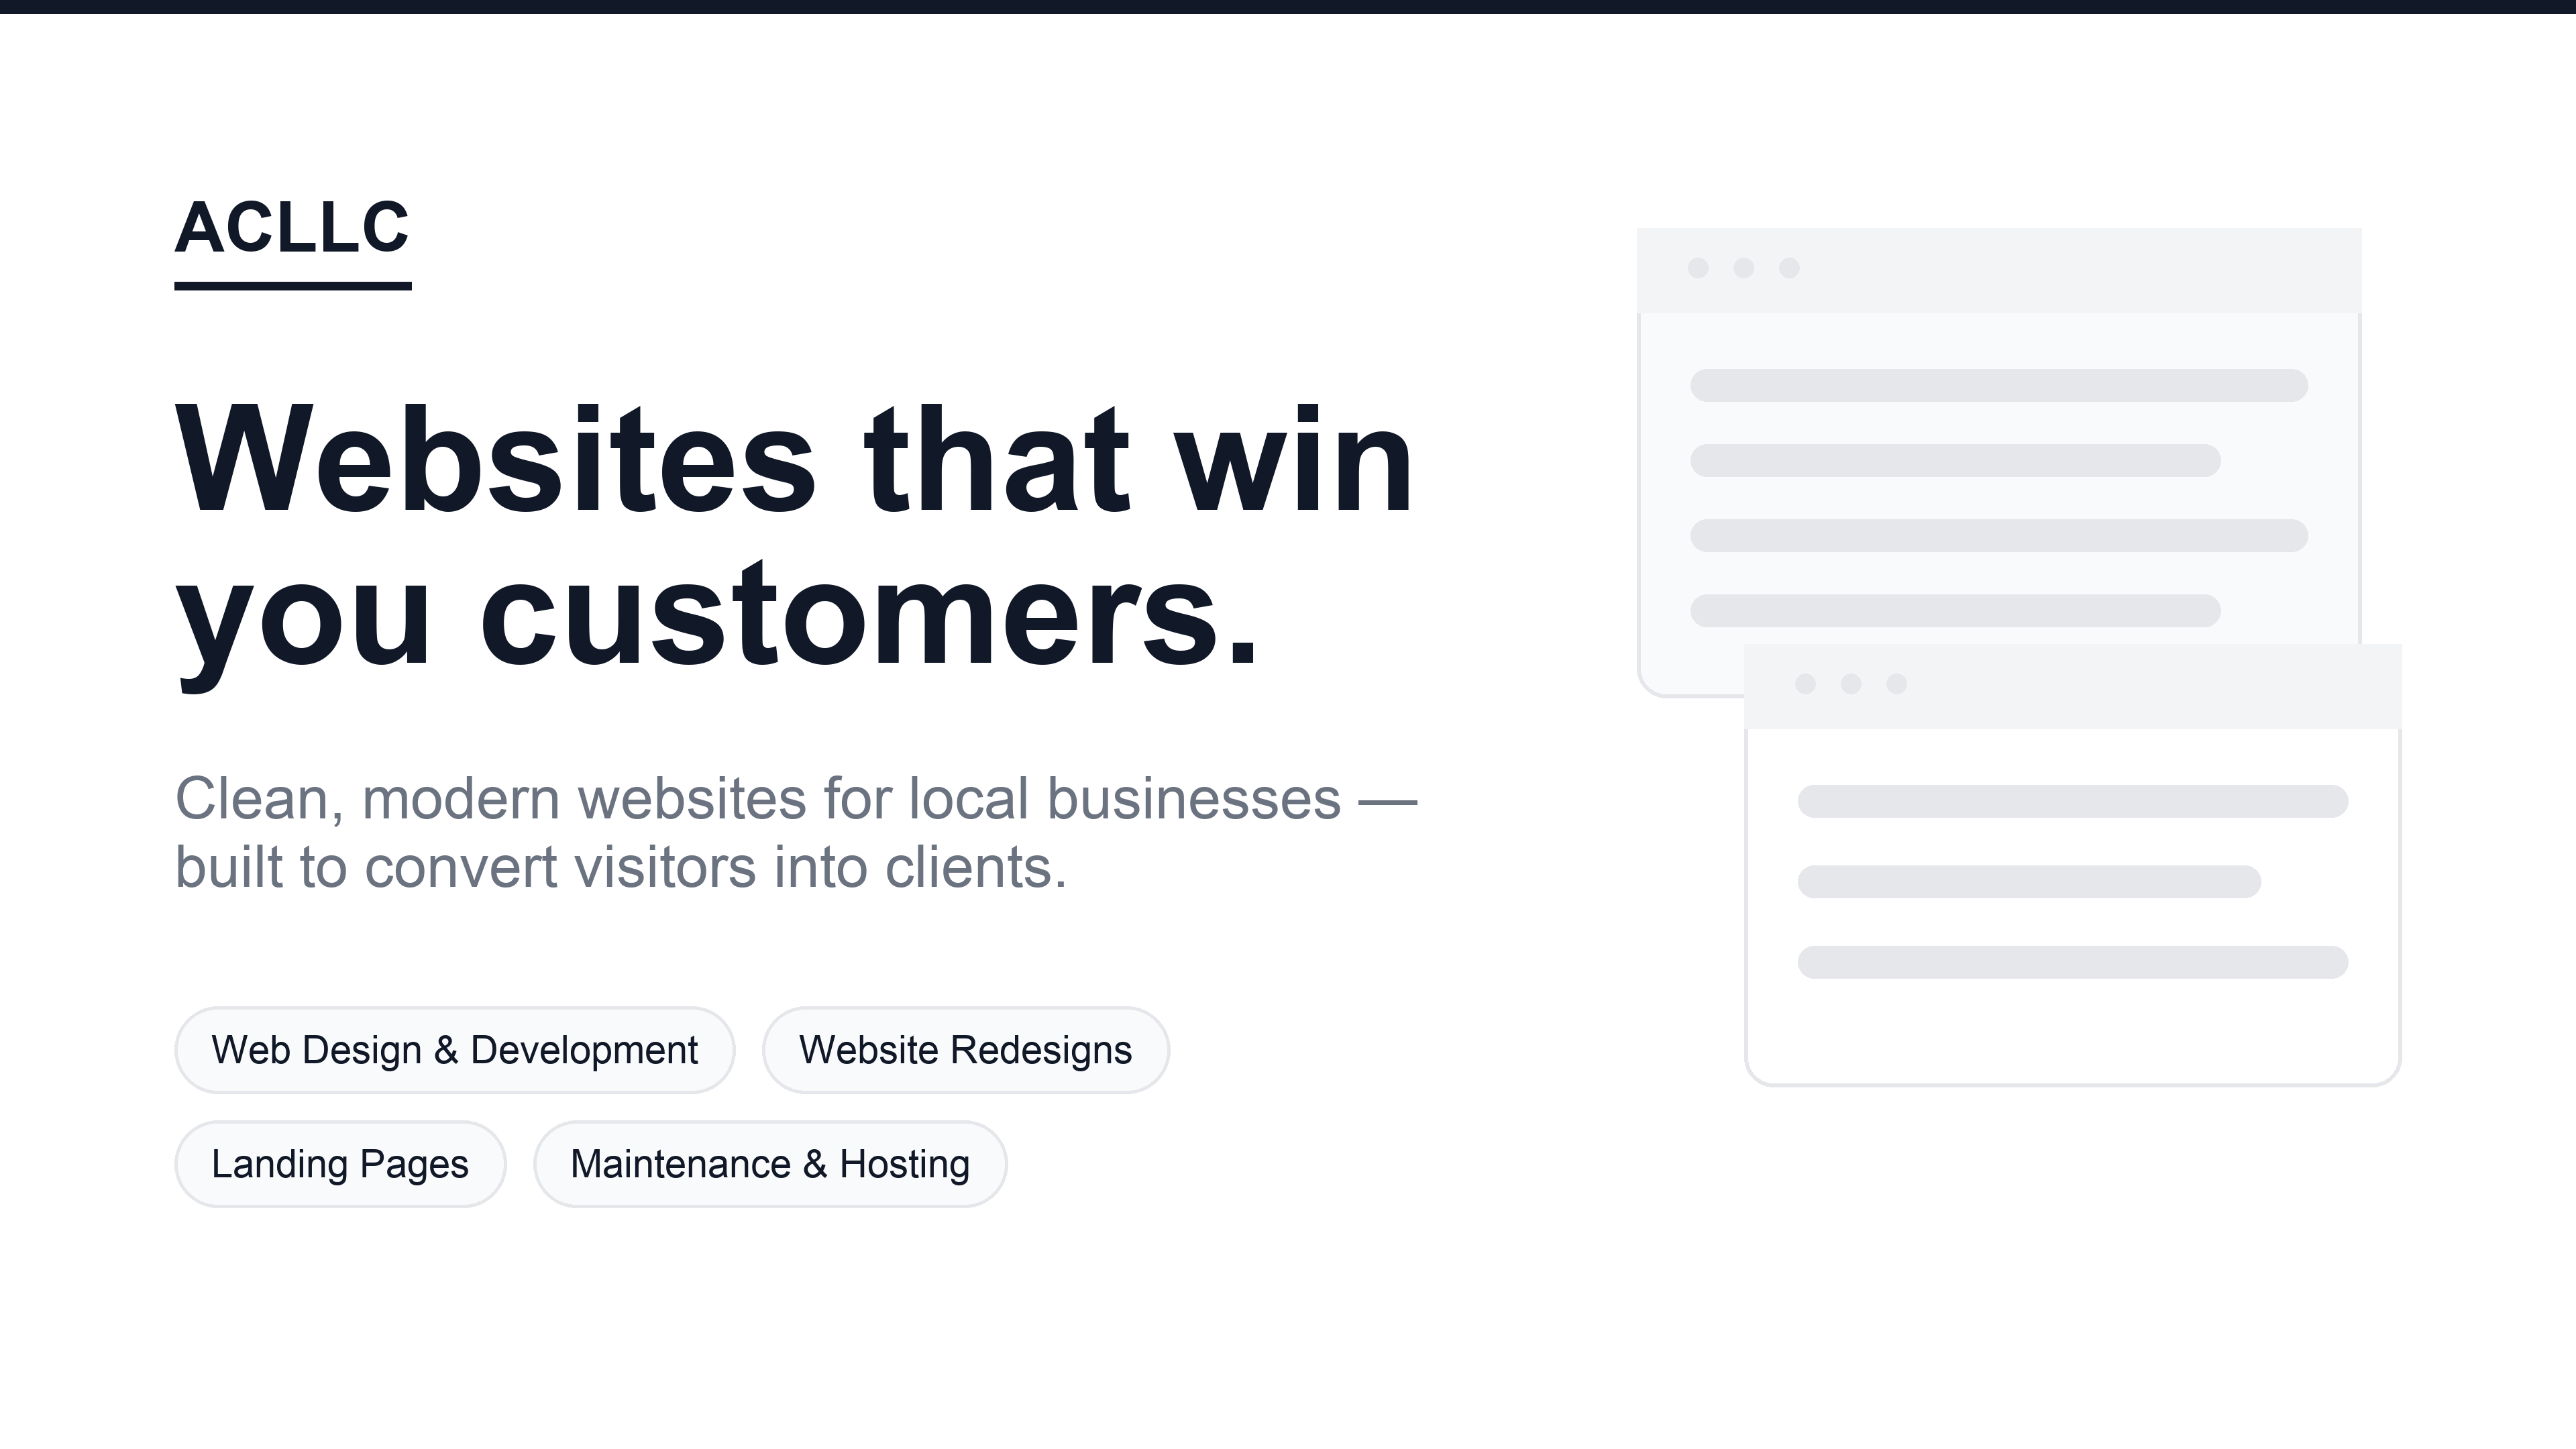 ACLLC
Websites that win
you customers.
Clean, modern websites for local businesses —
built to convert visitors into clients.
Web Design & Development
Website Redesigns
Landing Pages
Maintenance & Hosting